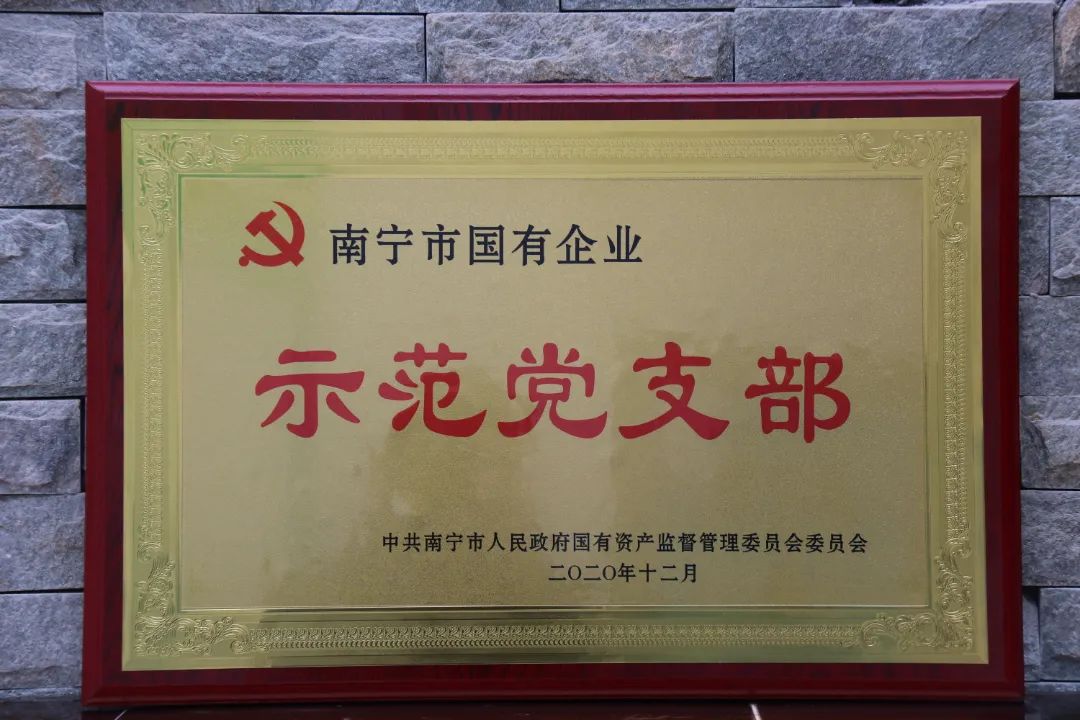 南宁市国有企业
示范党支部
中共南宁市人民政府国有资产监督管理委员会委员会
二〇二〇年十二月